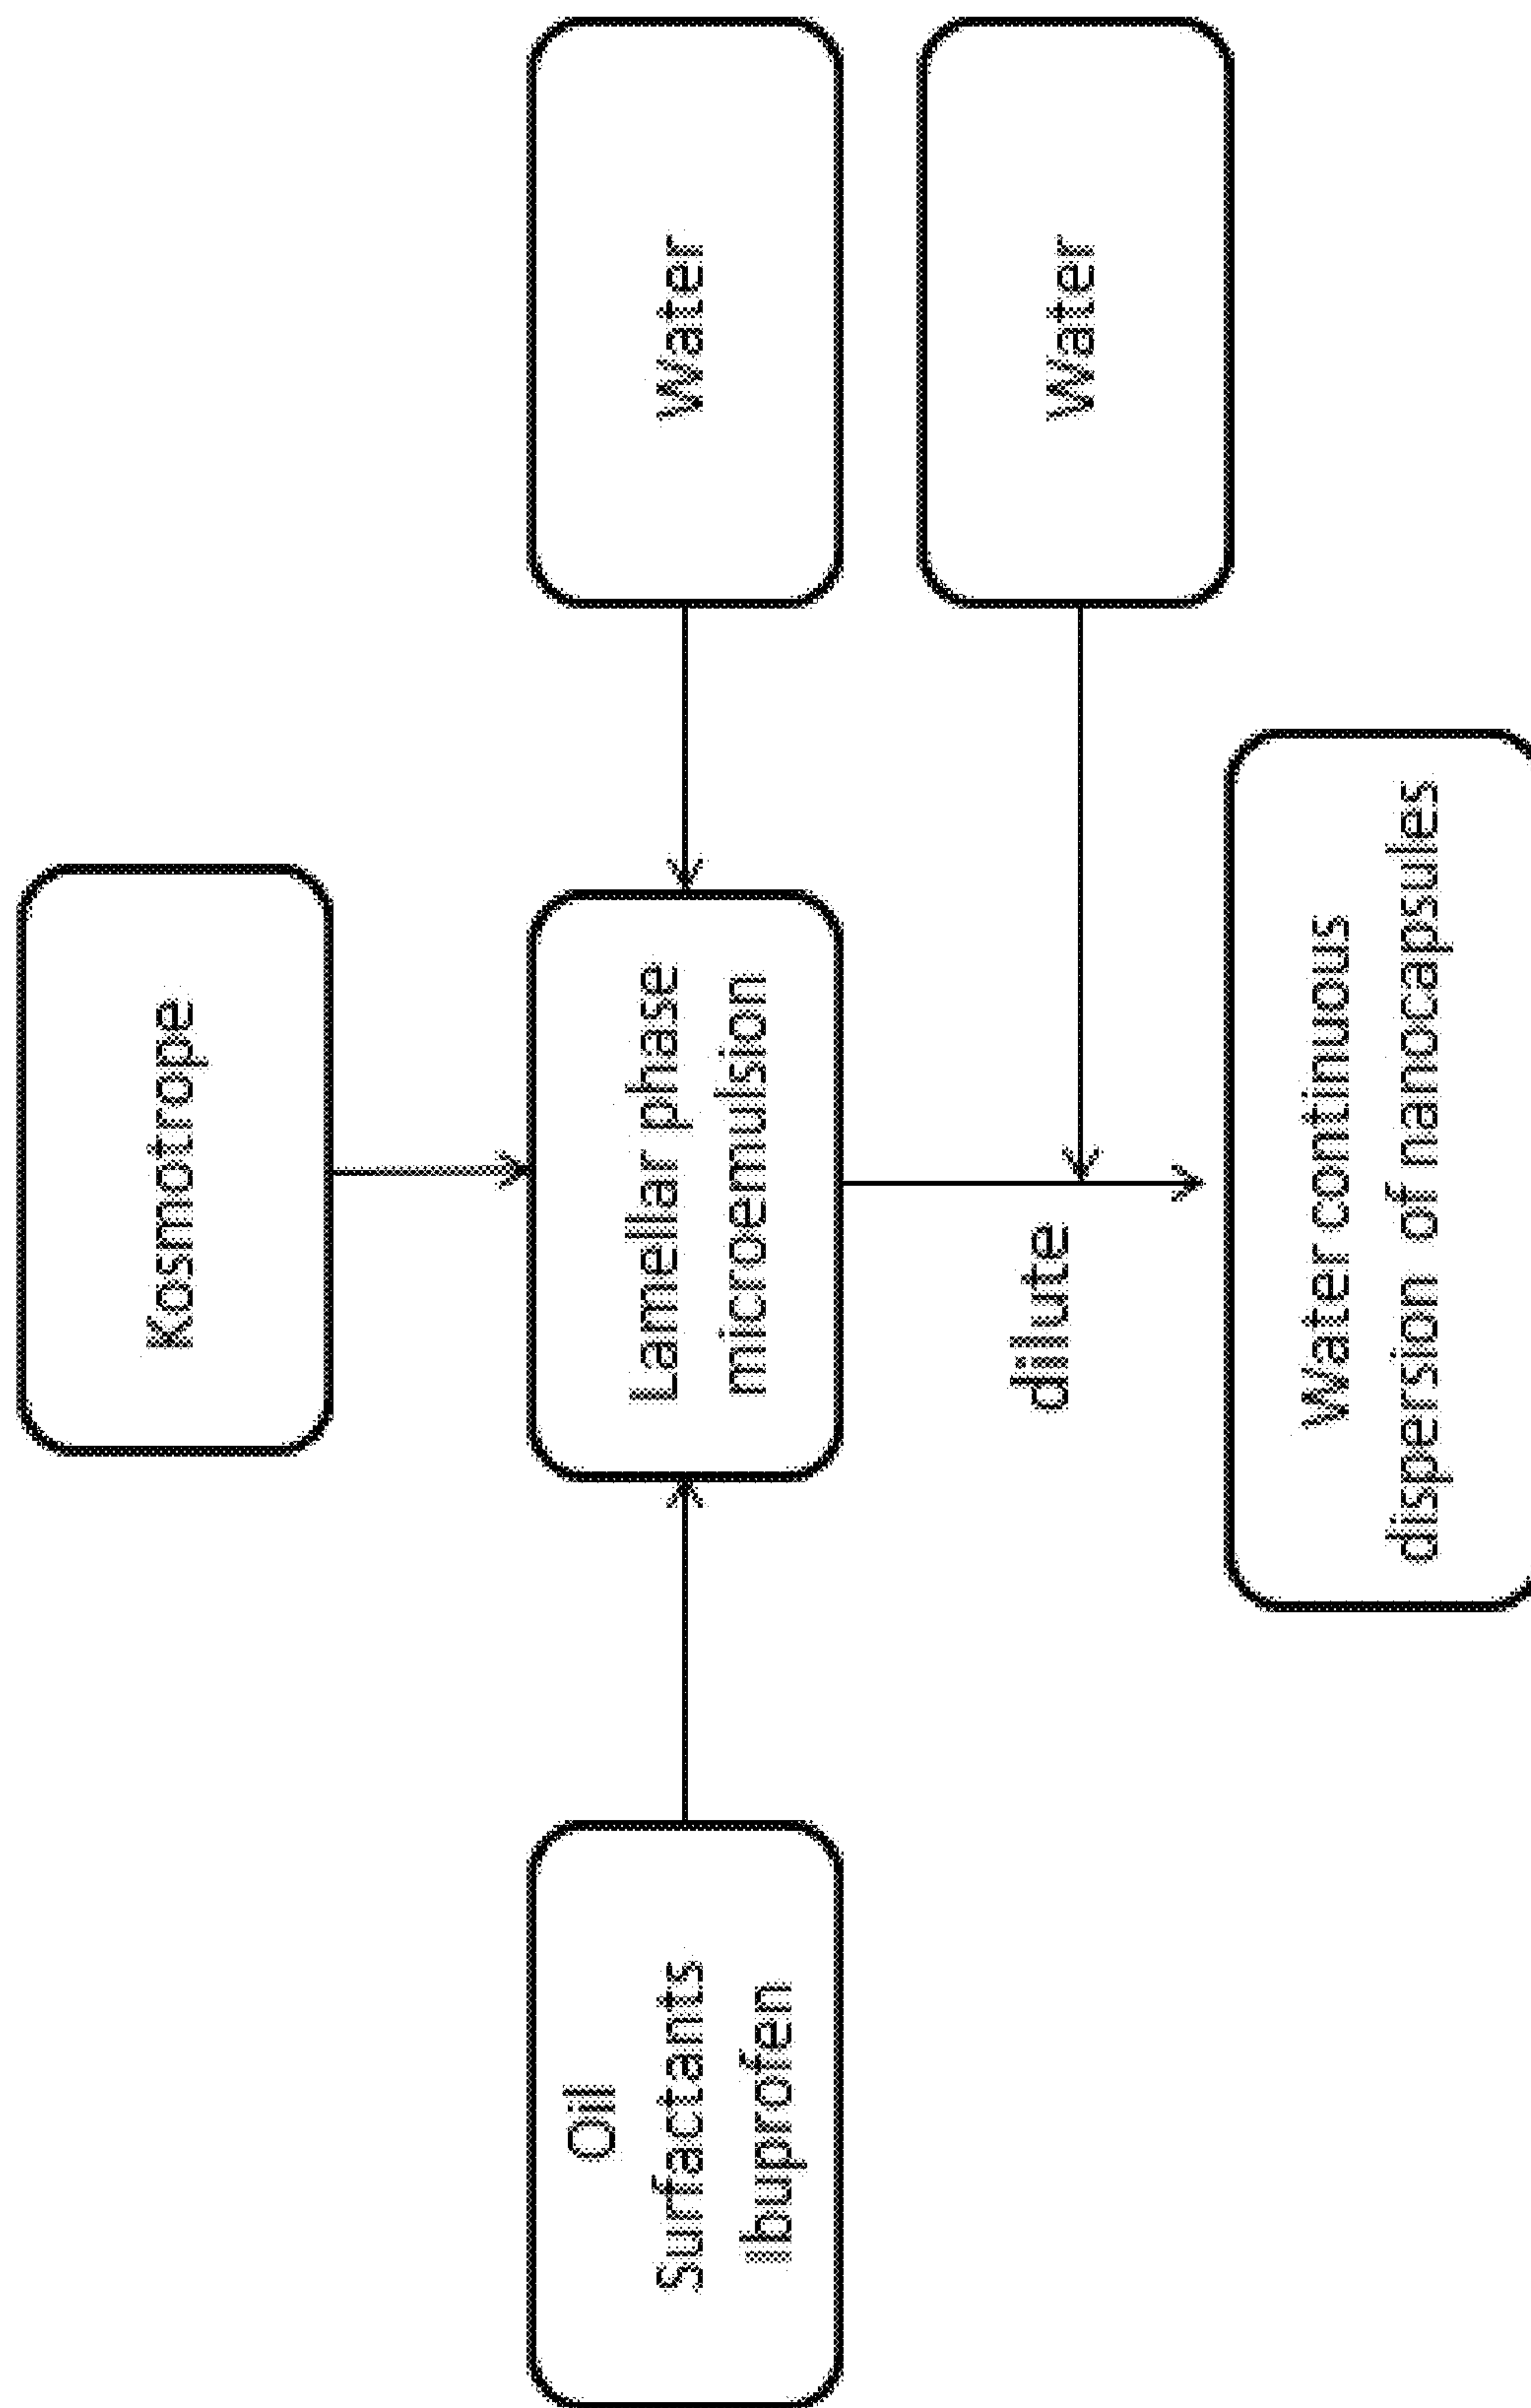 Kosmotrope
Oil
Surfactants
Ibuprofen
Lamellar phase
microemulsion
Water
dilute
Water
Water continuous
dispersion of nanocapsules